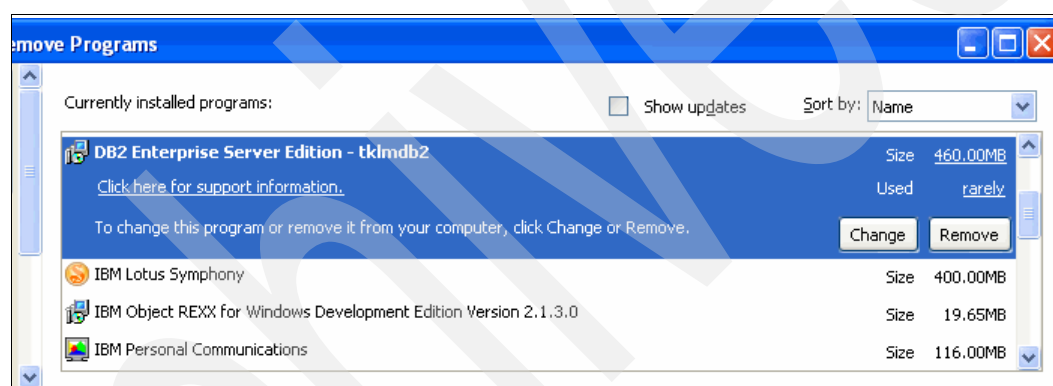 emove Programs
Currently installed programs:
Show updates
Sort by: Name
DB2 Enterprise Server Edition - tklmdb2
Size 460.00MB
Click here for support information.
Used rarely
To change this program or remove it from your computer, click Change or Remove.
Change Remove
IBM Lotus Symphony Size 400.00MB
IBM Object REXX for Windows Development Edition Version 2.1.3.0 Size 19.65MB
IBM Personal Communications Size 116.00MB